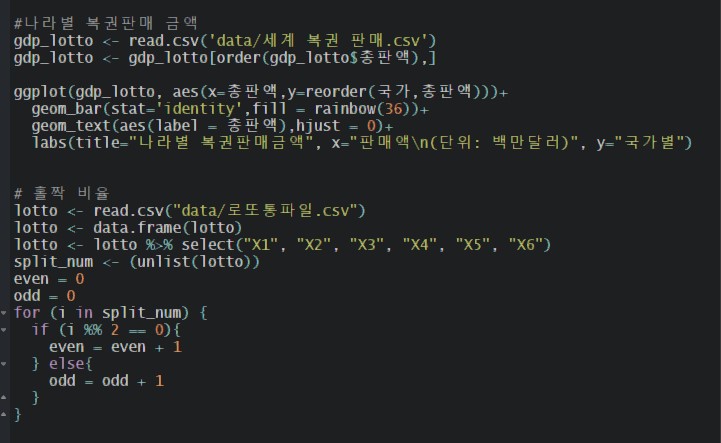 #나라별 복권판매 금액
gdp_lotto <- read.csv('data/세계 복권 판매.csv')
gdp_lotto <- gdp_lotto[order(gdp_lotto$총판액),]
ggplot(gdp_lotto, aes(x=총판액,y=reorder(국가,총판액)))+
  geom_bar(stat='identity',fill = rainbow(36))+
  geom_text(aes(label = 총판액),hjust = 0)+
  labs(title="나라별 복권판매금액", x="판매액\n(단위: 백만달러)", y="국가별")
# 홀짝 비율
lotto <- read.csv("data/로또통파일.csv")
lotto <- data.frame(lotto)
lotto <- lotto %>% select("X1", "X2", "X3", "X4", "X5", "X6")
split_num <- (unlist(lotto))
even = 0
odd = 0
for (i in split_num) {
  if (i %% 2 == 0){
    even = even + 1
  } else{
    odd = odd + 1
  }
}